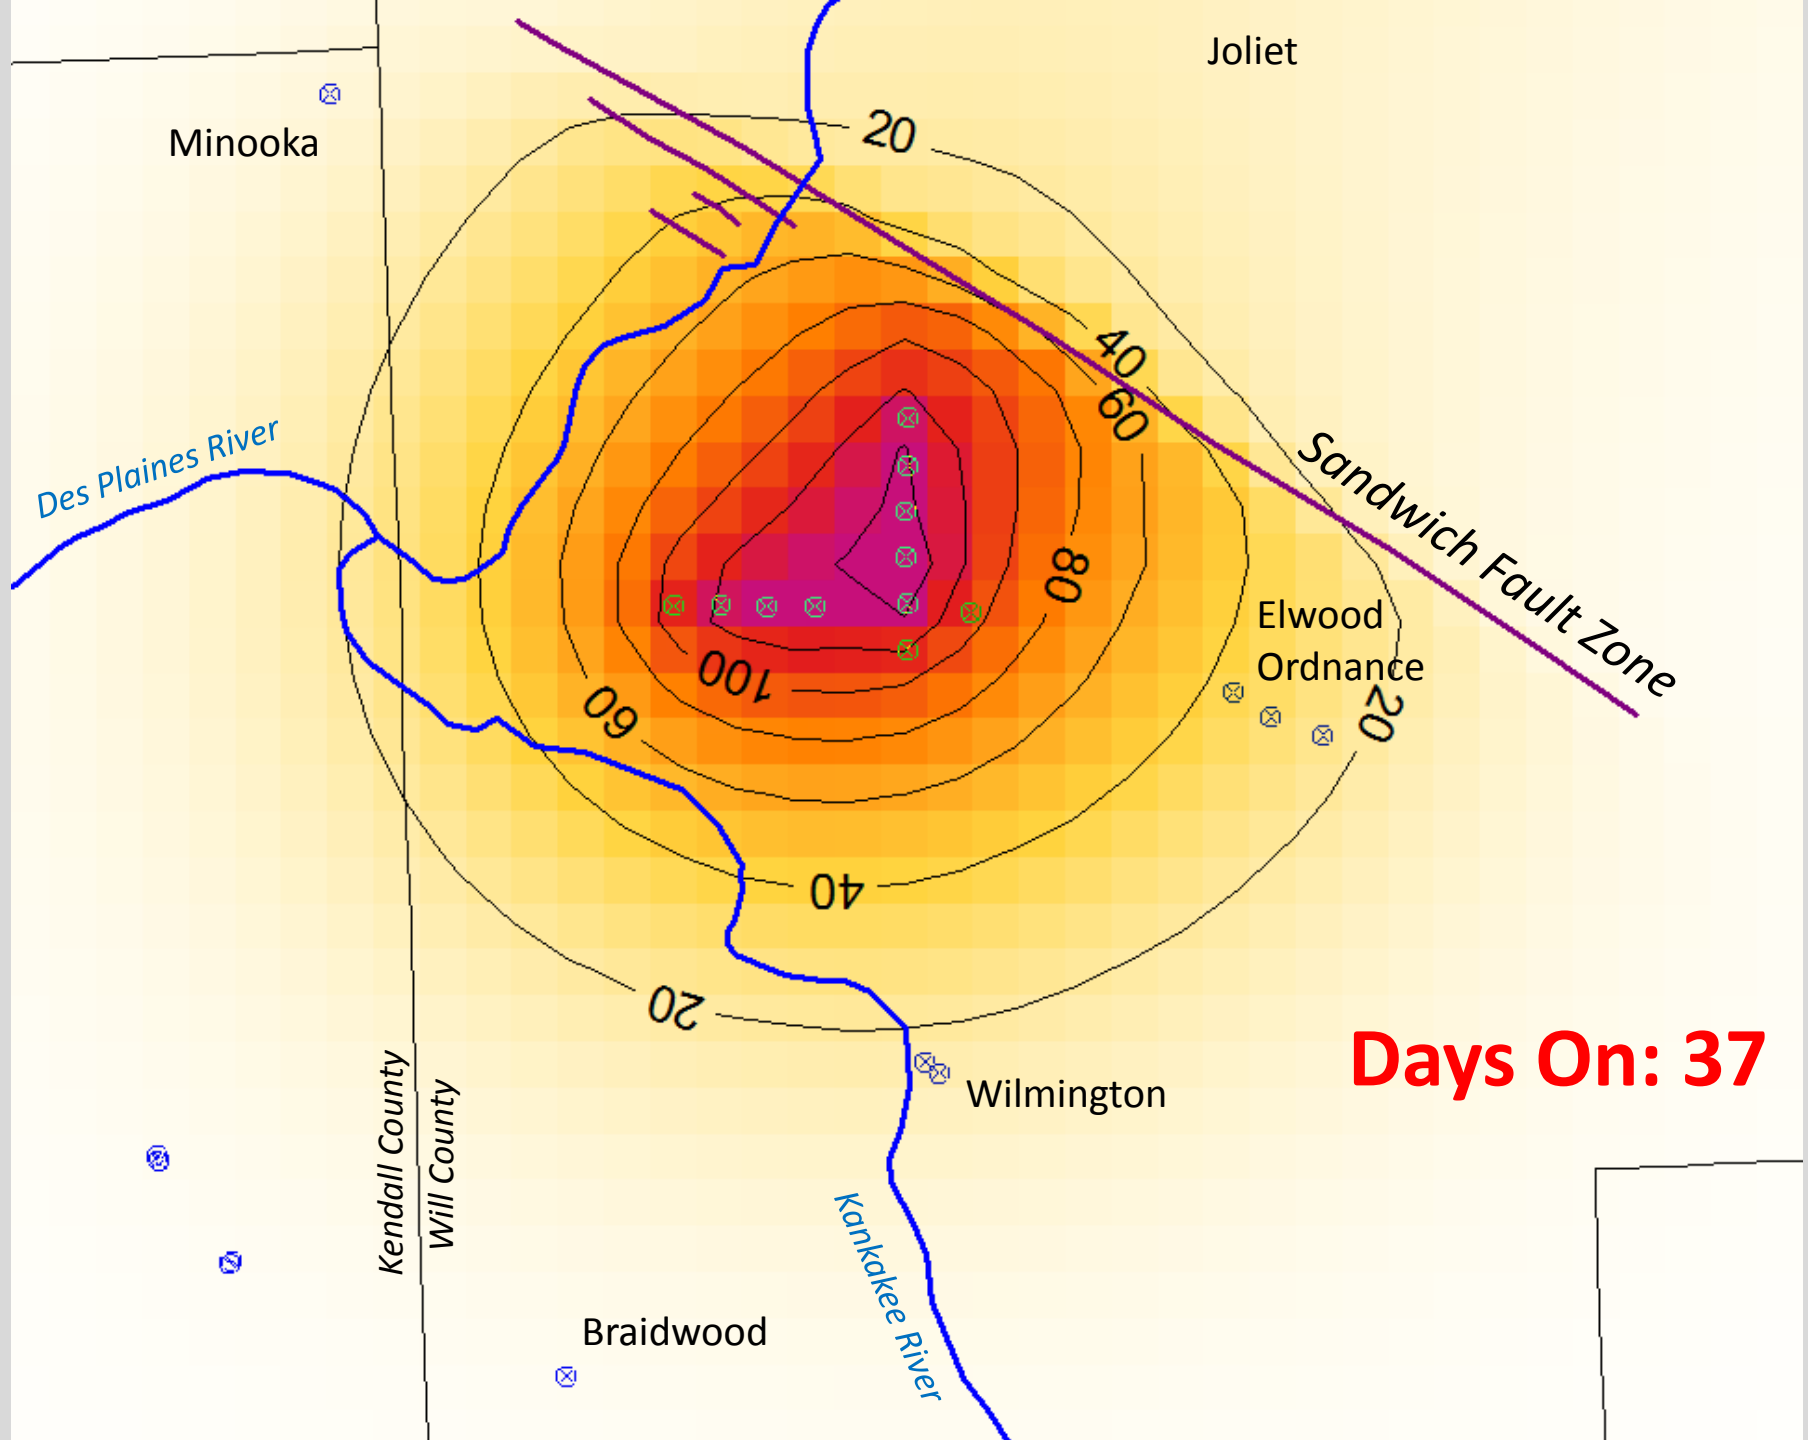 Joliet
20
Minooka
40
60
Des Plaines River
Sandwich Fault Zone
80
Elwood
Ordnance
100
60
20
40
20
Days On: 37
Wilmington
Kendall County
Will County
Kankakee River
Braidwood